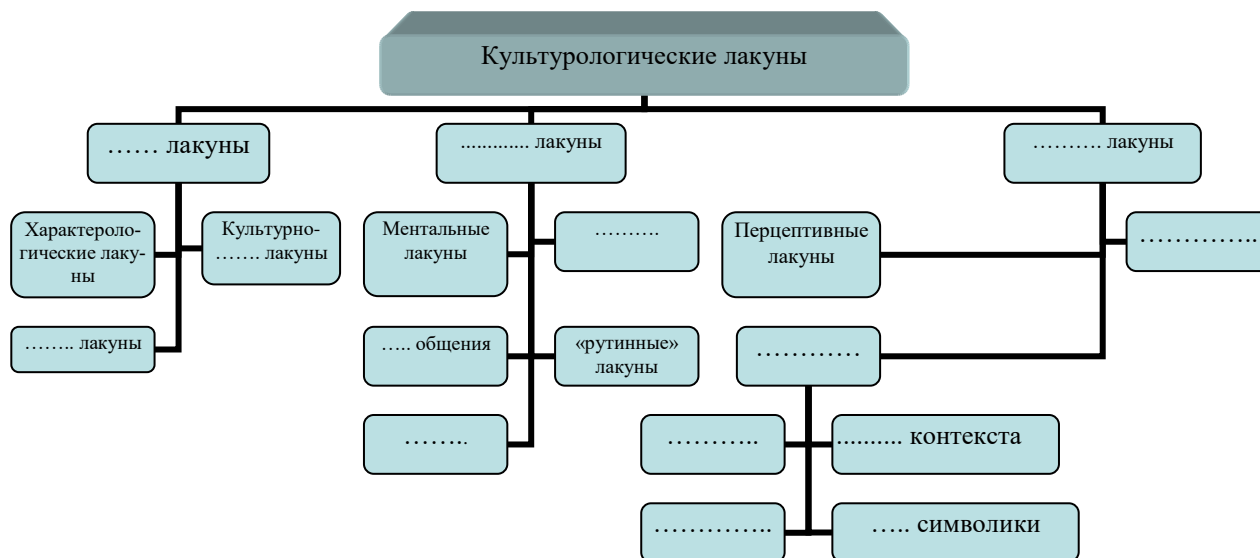 Культурологические лакуны
…… лакуны
............. лакуны
………. лакуны
Характероло-
гические лаку-
ны
Культурно-
……. лакуны
Ментальные
лакуны
……….
Перцептивные
лакуны
…………..
…….. лакуны
….. общения
«рутинные»
лакуны
…………
……..
………..
.......... контекста
…………..
….. символики